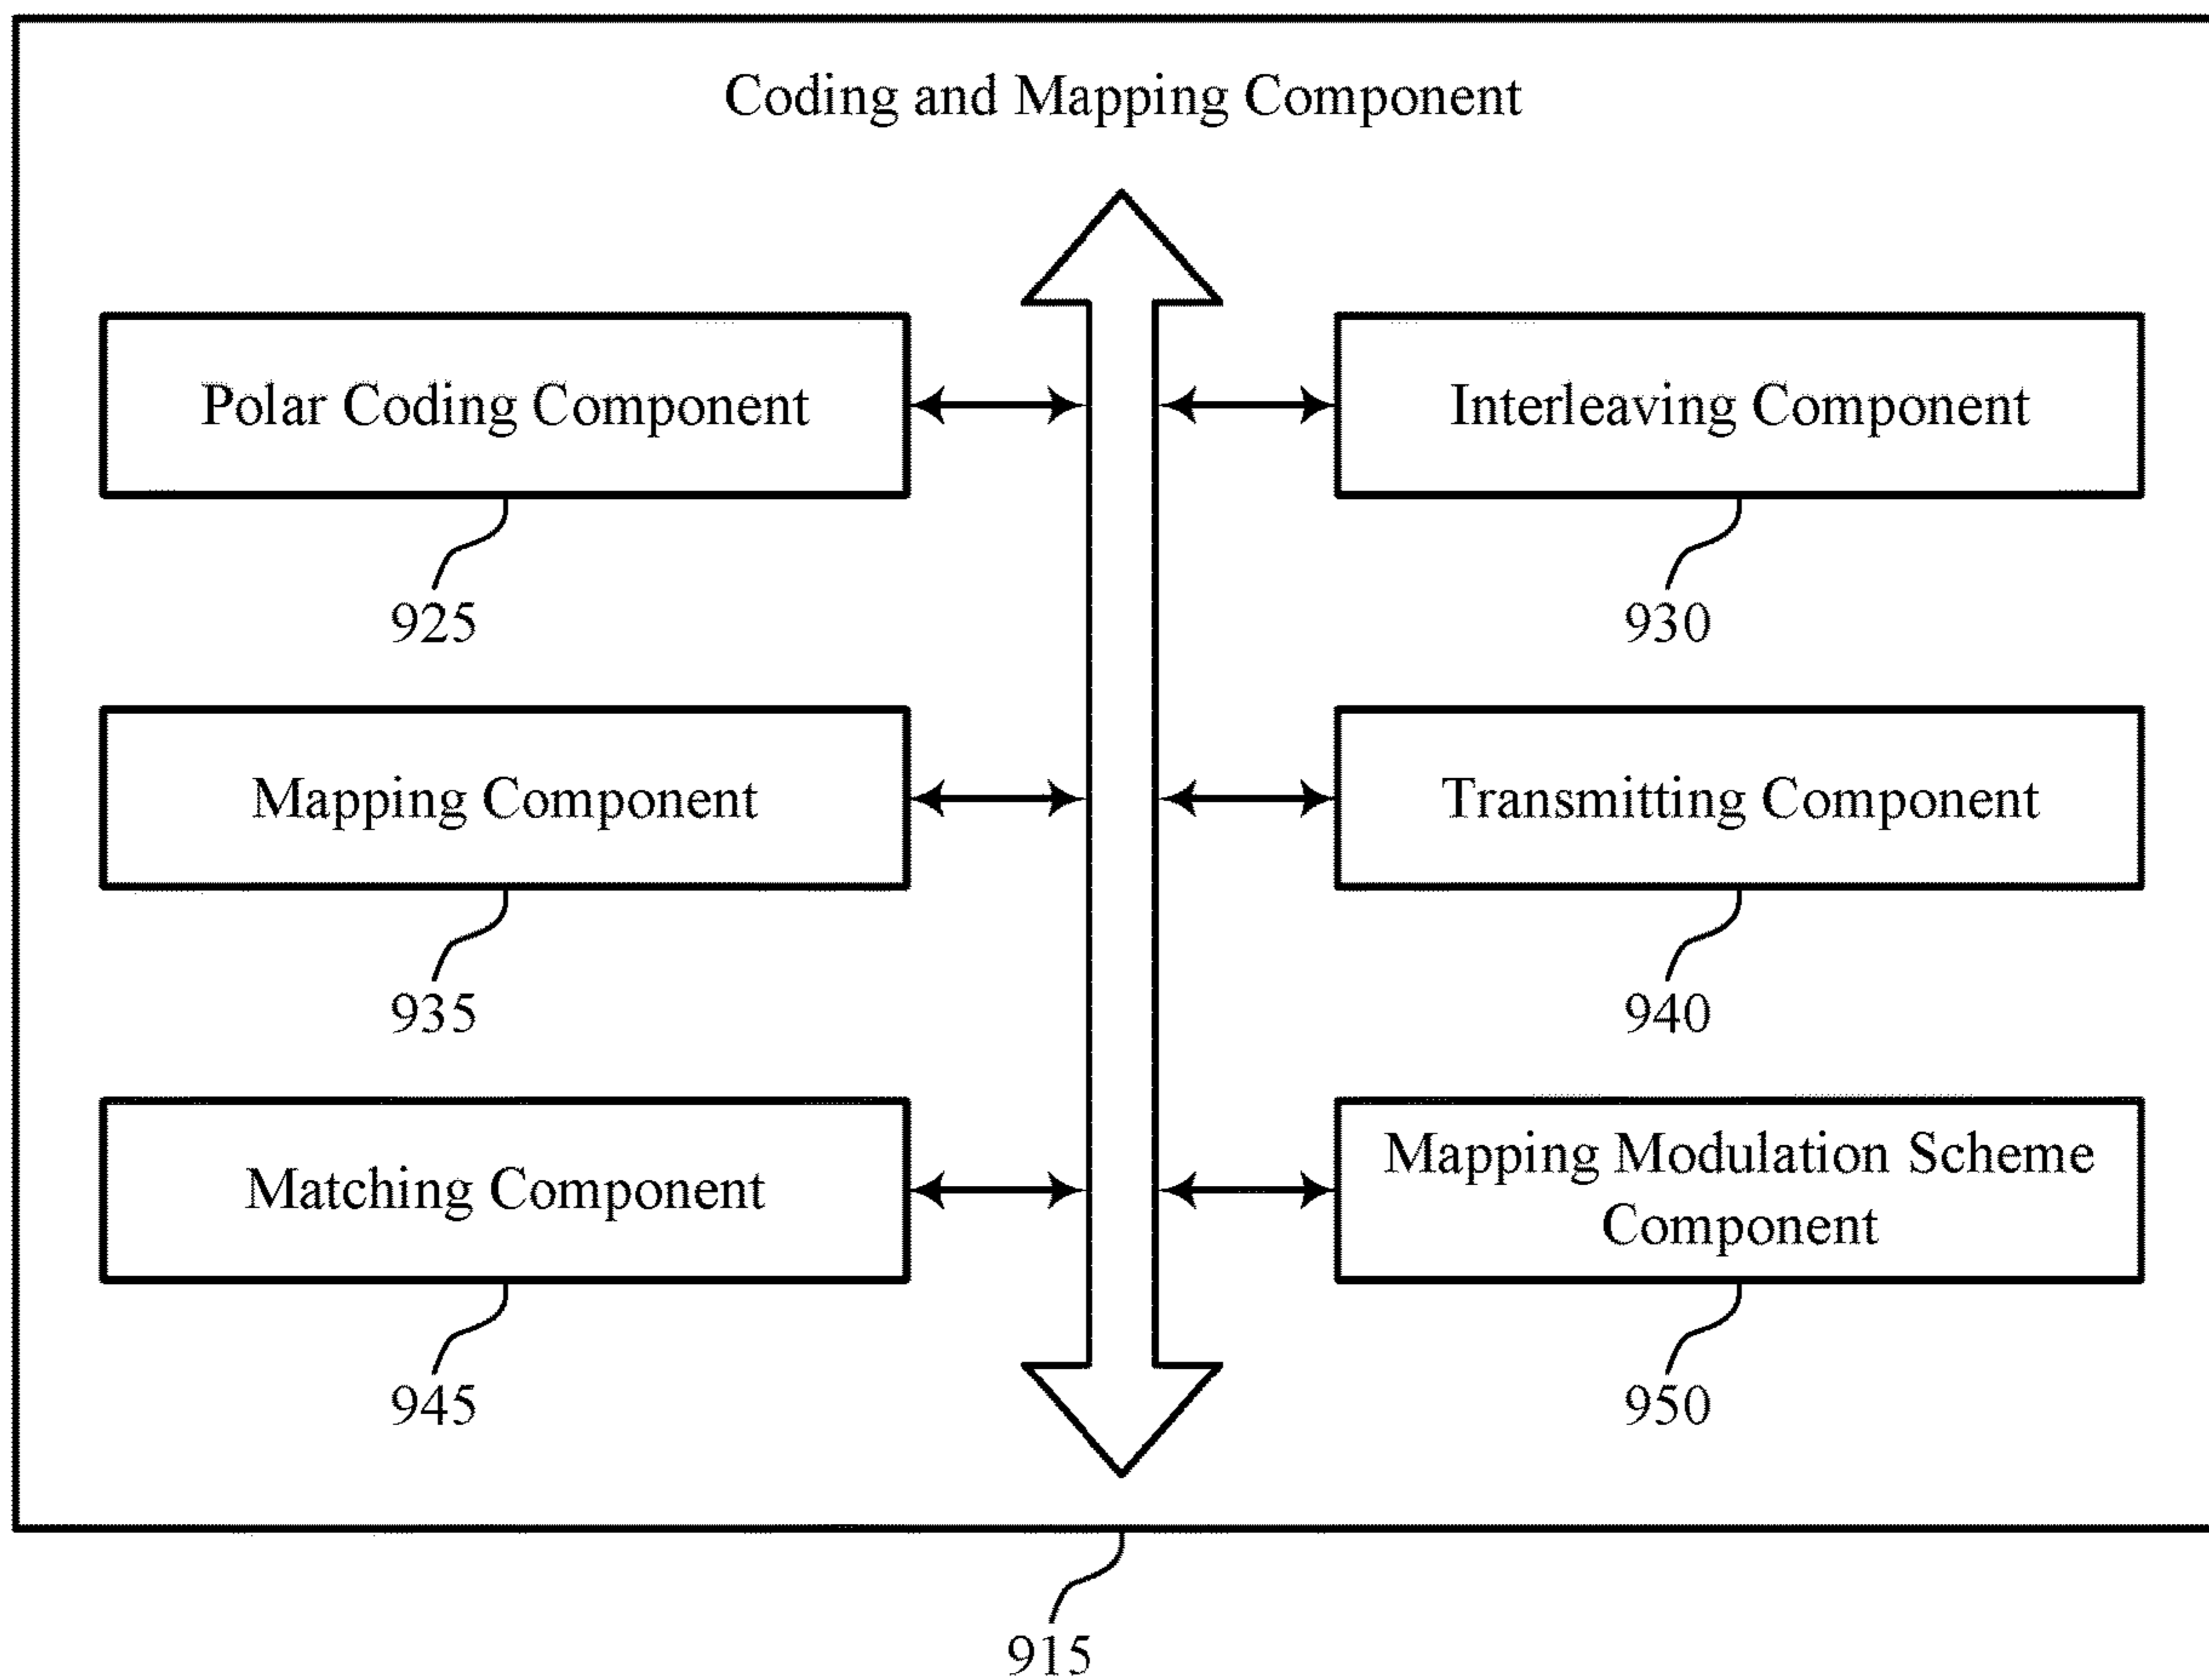 Coding and Mapping Component
Polar Coding Component
Interleaving Component
925
930
Mapping Component
Transmitting Component
935
940
Matching Component
Mapping Modulation Scheme
Component
945
950
915